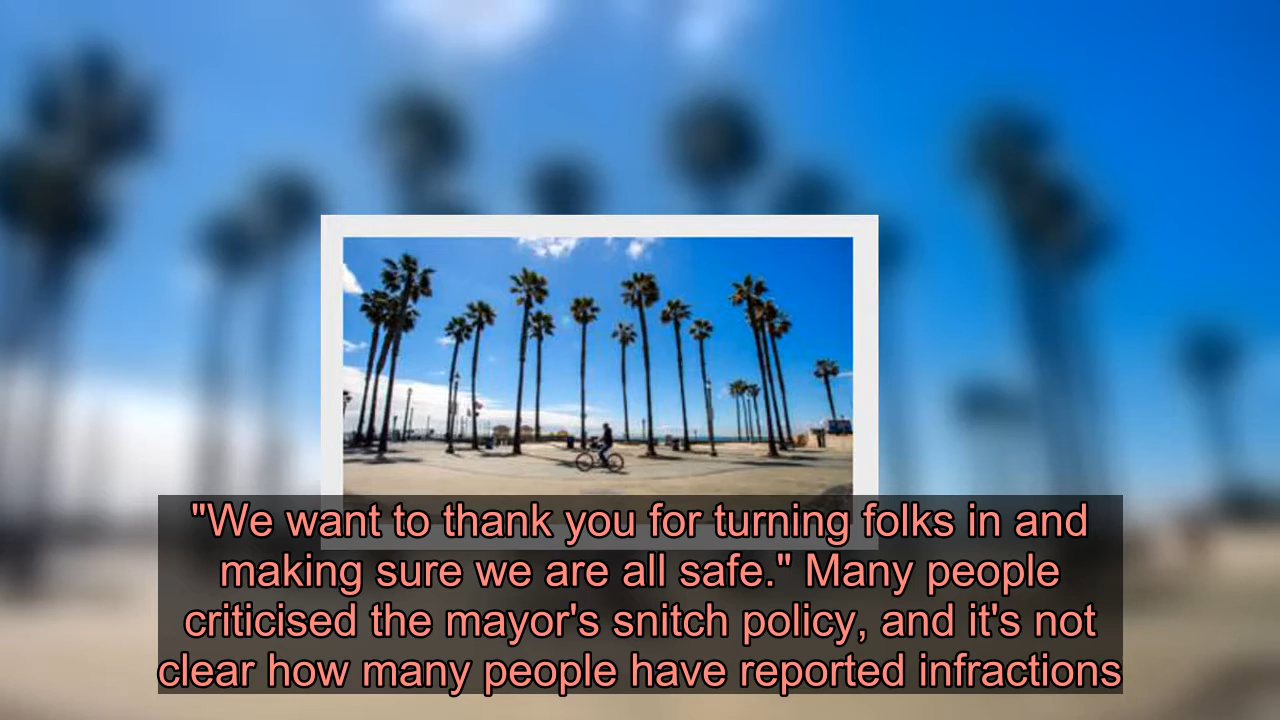 "We want to thank you for turning folks in and
making sure we are all safe." Many people
criticised the mayor's snitch policy, and it's not
clear how many people have reported infractions